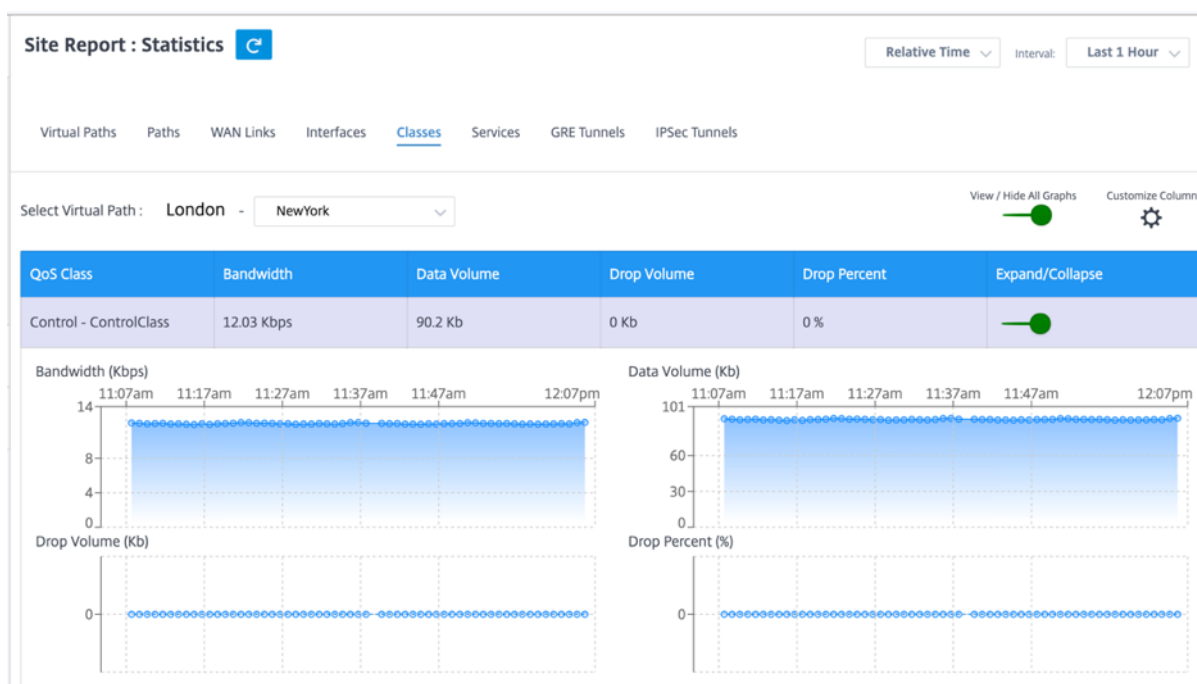 Site Report : Statistics
Relative Time Interval: Last 1 Hour
Virtual Paths Paths WAN Links Interfaces Classes Services GRE Tunnels IPSec Tunnels
Select Virtual Path : London - NewYork
View / Hide All Graphs Customize Column
QoS Class Bandwidth Data Volume Drop Volume Drop Percent Expand/Collapse
Control - ControlClass 12.03 Kbps 90.2 Kb 0 Kb 0 %
Bandwidth (Kbps)
11:07am 11:17am 11:27am 11:37am 11:47am 12:07pm
14
8
4
0
Data Volume (Kb)
11:07am 11:17am 11:27am 11:37am 11:47am 12:07pm
101
60
30
0
Drop Volume (Kb)
0
Drop Percent (%)
0